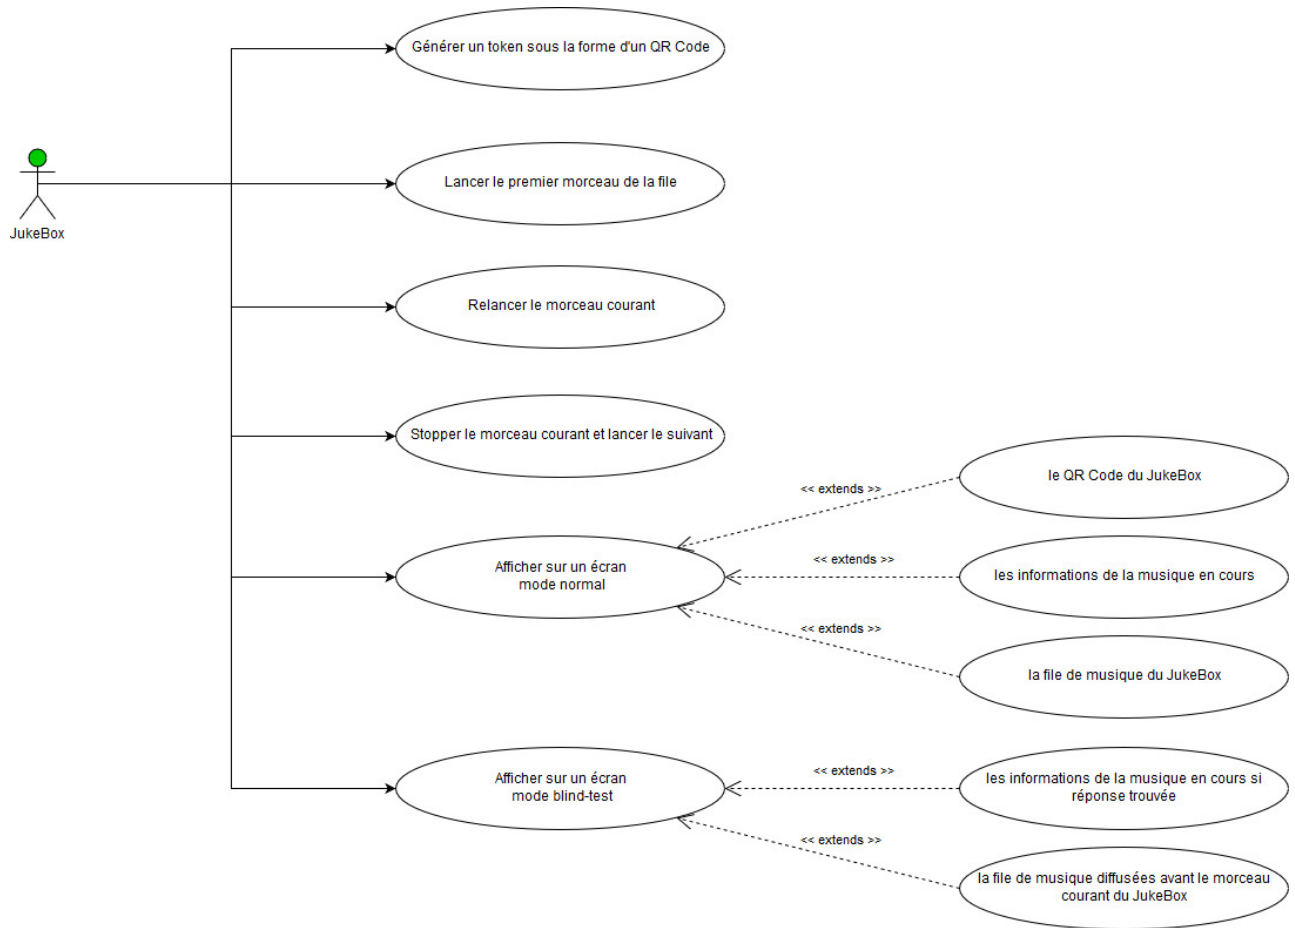 Générer un token sous la forme d'un QR Code
Lancer le premier morceau de la file
JukeBox
Relancer le morceau courant
Stopper le morceau courant et lancer le suivant
<< extends >>
le QR Code du JukeBox
Afficher sur un écran
mode normal
<< extends >>
les informations de la musique en cours
<< extends >>
la file de musique du JukeBox
Afficher sur un écran
mode blind-test
<< extends >>
les informations de la musique en cours si
réponse trouvée
<< extends >>
la file de musique diffusées avant le morceau
courant du JukeBox